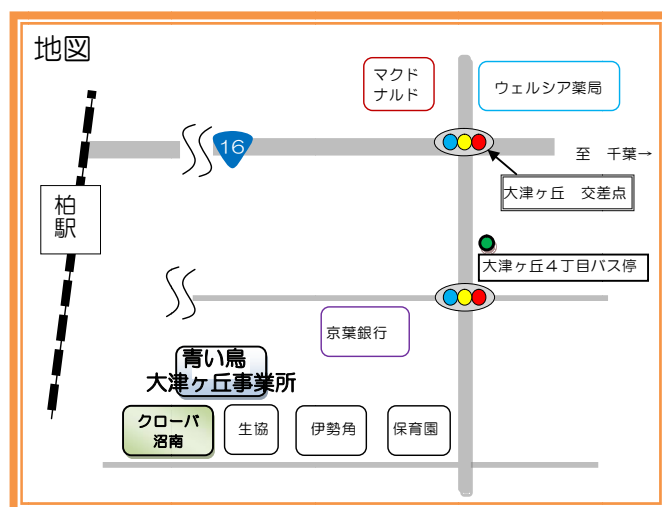 地図
マクド
ナルド
ウェルシア薬局
16
至 千葉→
大津ヶ丘 交差点
柏
駅
大津ヶ丘4丁目バス停
京葉銀行
青い鳥
大津ヶ丘事業所
クローバ
沼南
生協
伊勢角
保育園